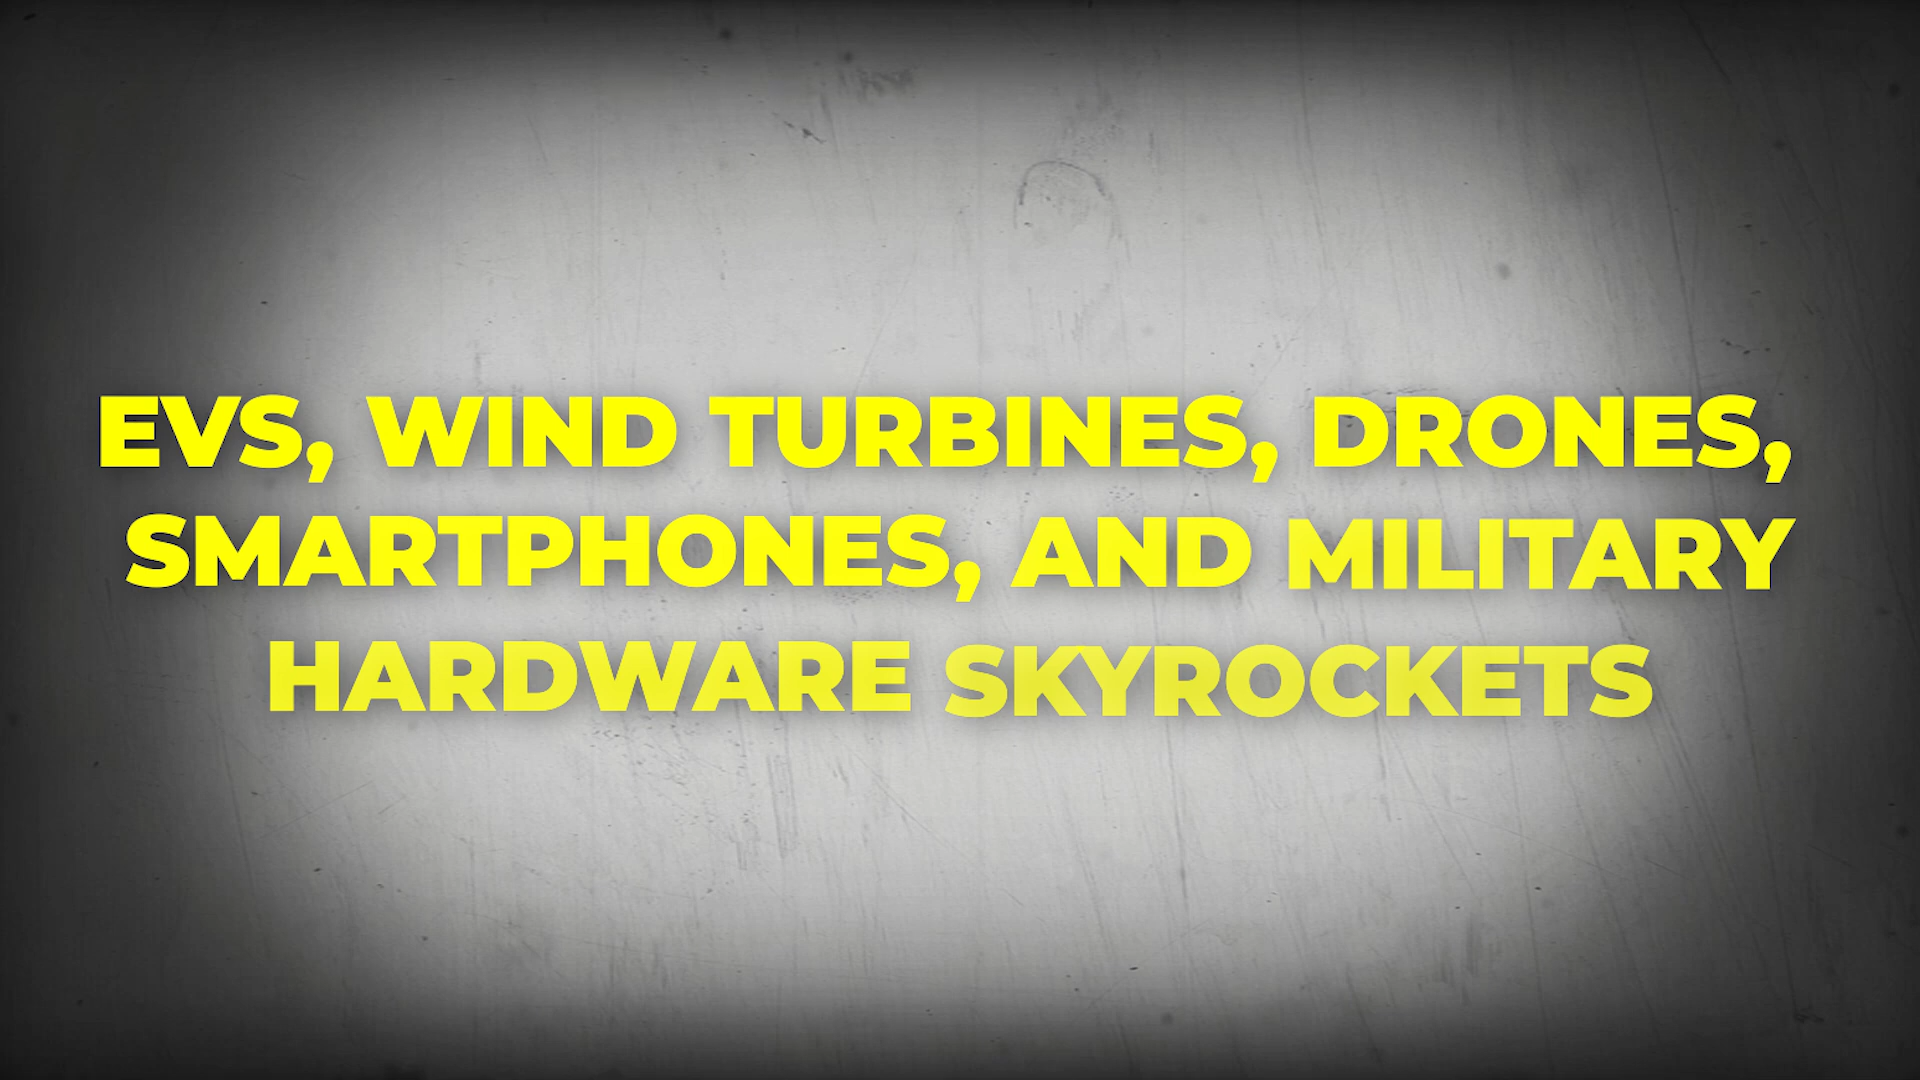 EVS, WIND TURBINES, DRONES,
SMARTPHONES, AND MILITARY
HARDWARE SKYROCKETS